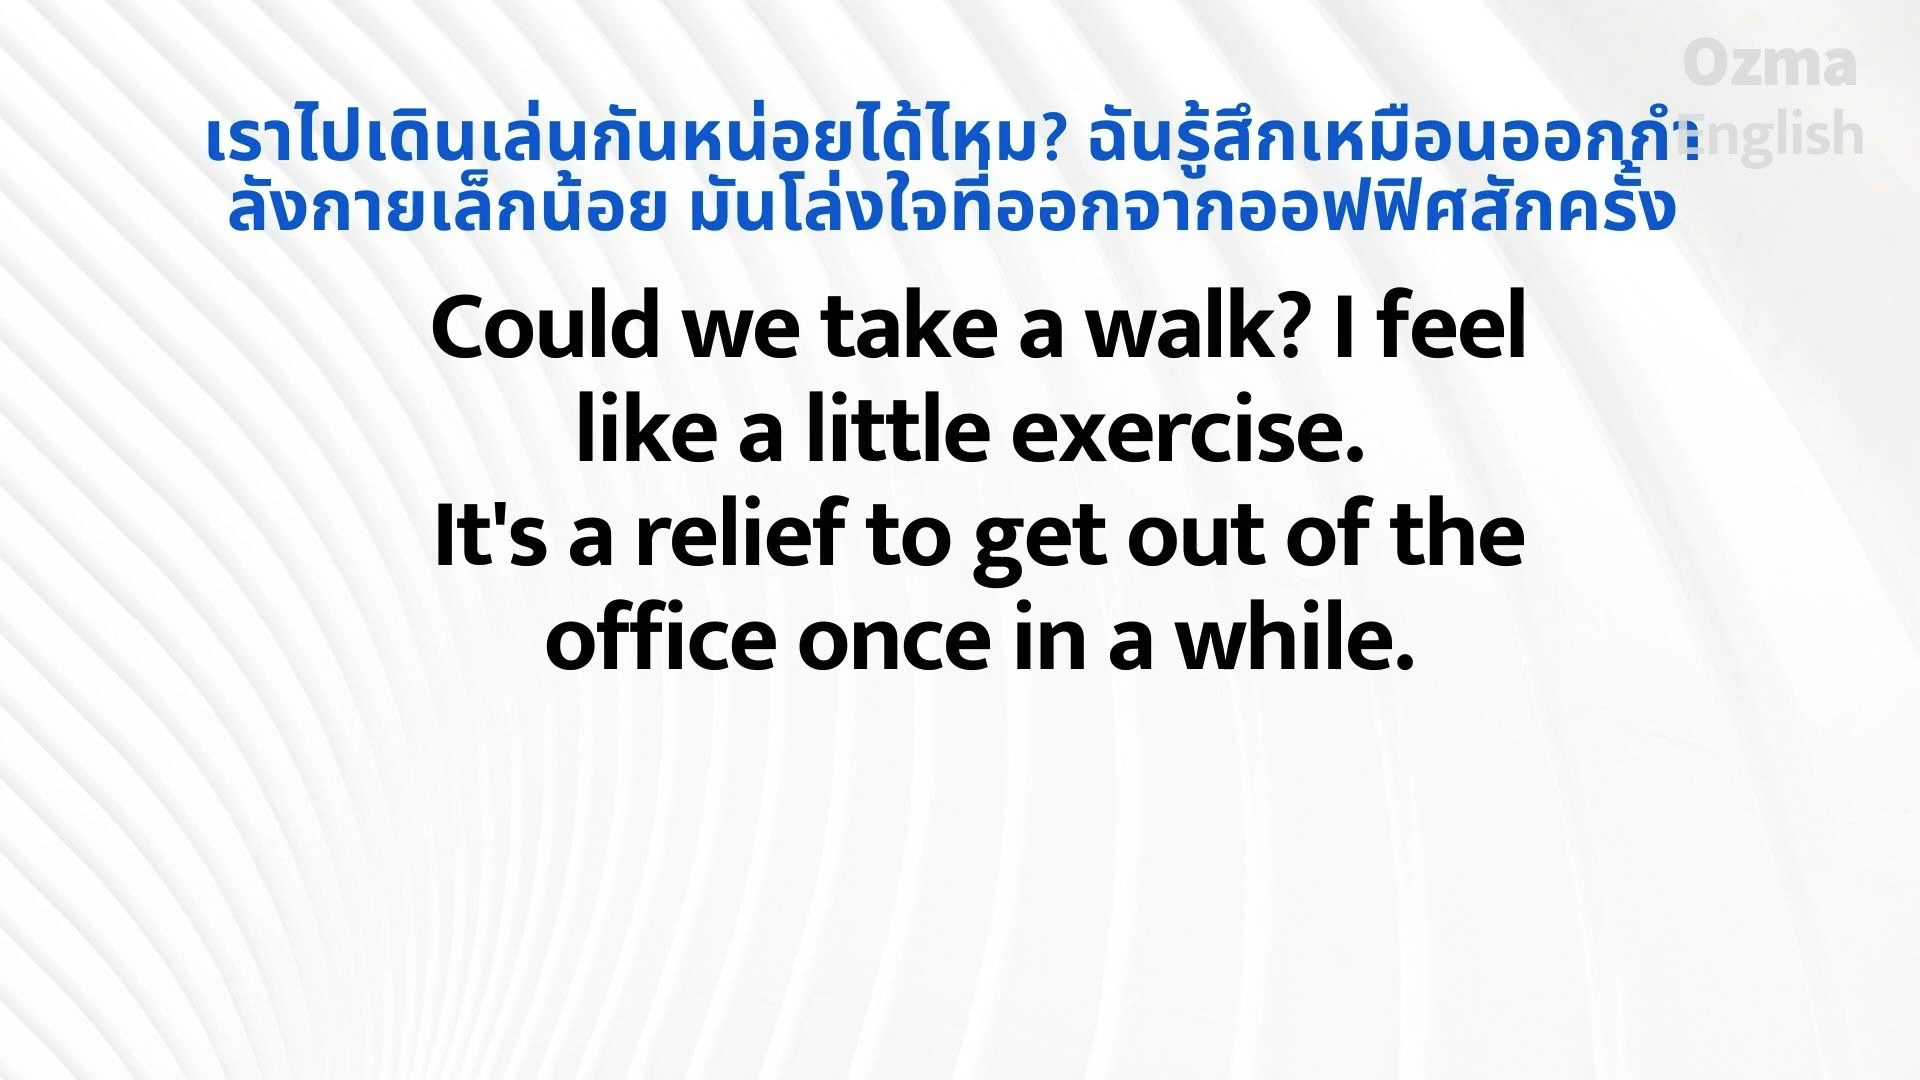 Ozma
English
เราไปเดินเล่นกันหน่อยได้ไหม? ฉันรู้สึกเหมือนออกกำ
ลังกายเล็กน้อย มันโล่งใจที่ออกจากออฟฟิศสักครั้ง
Could we take a walk? I feel
like a little exercise.
It's a relief to get out of the
office once in a while.